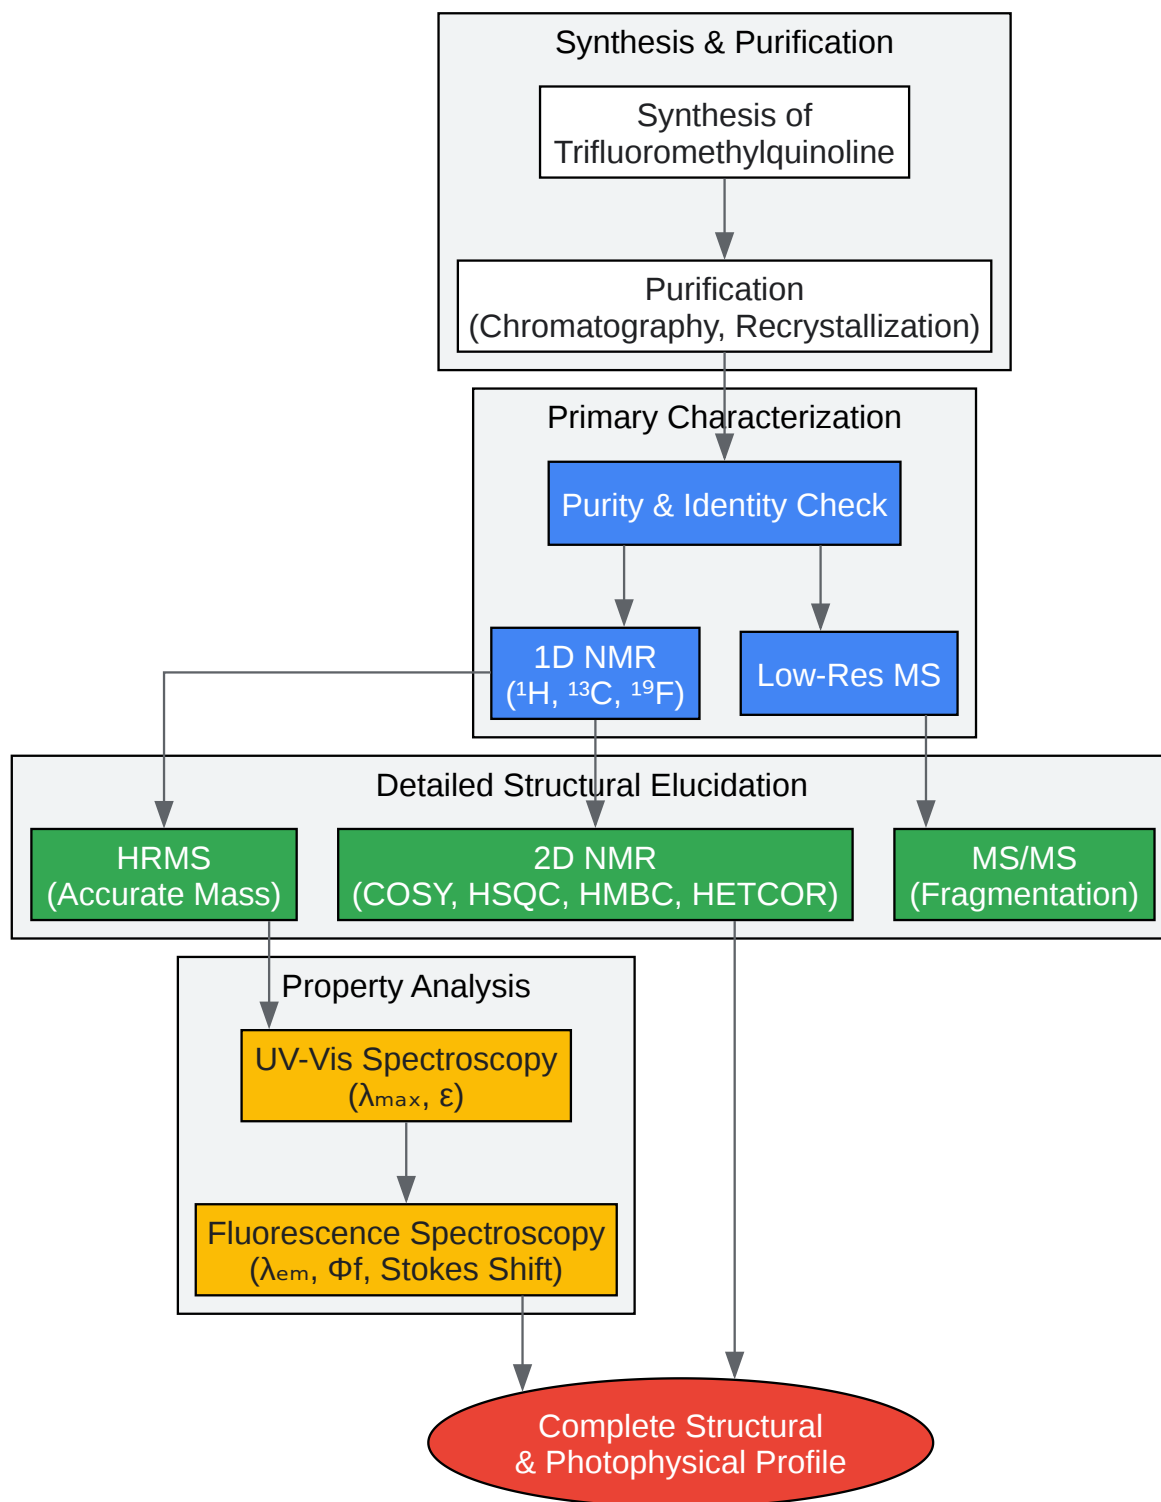 Synthesis & Purification
Synthesis of
Trifluoromethylquinoline
Purification
(Chromatography, Recrystallization)
Primary Characterization
Purity & Identity Check
1D NMR
(¹H, ¹³C, ¹⁹F)
Low-Res MS
Detailed Structural Elucidation
HRMS
(Accurate Mass)
2D NMR
(COSY, HSQC, HMBC, HETCOR)
MS/MS
(Fragmentation)
Property Analysis
UV-Vis Spectroscopy
(λₘₐₓ, ε)
Fluorescence Spectroscopy
(λₑₘ, Φf, Stokes Shift)
Complete Structural
& Photophysical Profile